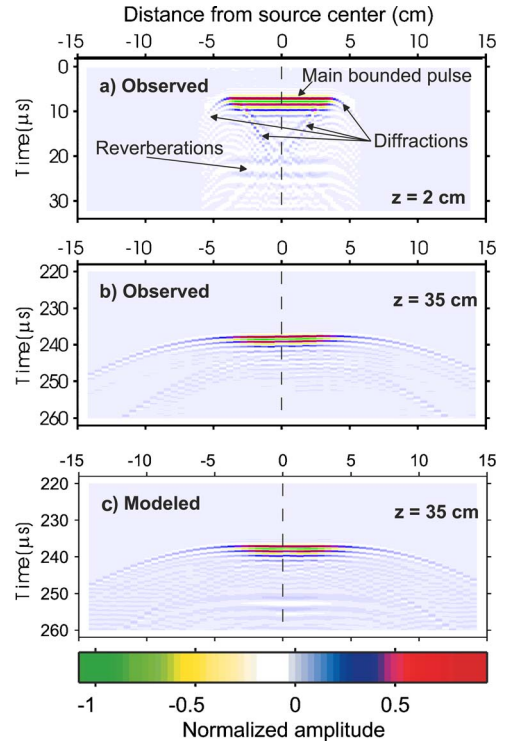 Distance from source center (cm)
-15 -10 -5 0 5 10 15
0
10
20
30
Time(μs)
a) Observed
Main bounded pulse
Reverberations
Diffractions
z = 2 cm
-15 -10 -5 0 5 10 15
220
230
240
250
260
Time(μs)
b) Observed
z = 35 cm
-15 -10 -5 0 5 10 15
220
230
240
250
260
Time(μs)
c) Modeled
z = 35 cm
-1 -0.5 0 0.5
Normalized amplitude